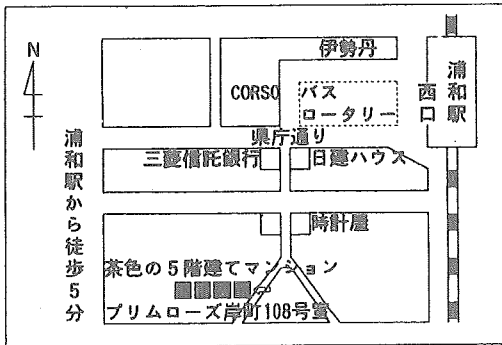 N
伊勢丹
CORSO
バス
ロータリー
浦和駅
西口
県庁通り
三菱信託銀行
日建ハウス
浦和駅から徒歩5分
時計屋
茶色の5階建てマンション
プリムローズ岸町108号室